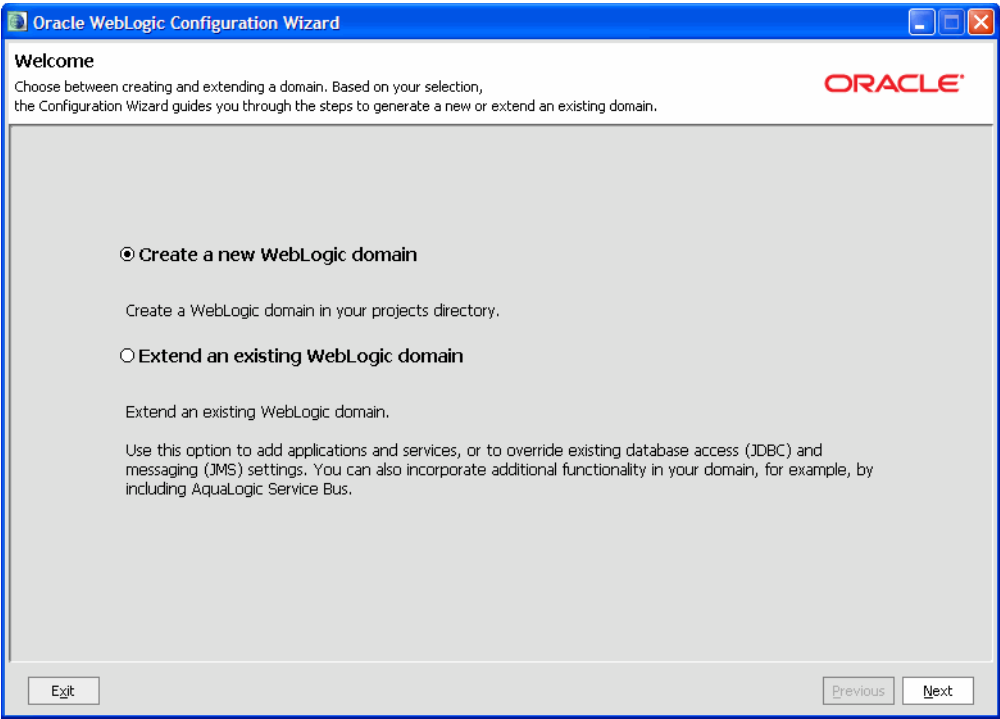 Oracle WebLogic Configuration Wizard
Welcome
Choose between creating and extending a domain. Based on your selection,
the Configuration Wizard guides you through the steps to generate a new or extend an existing domain.
ORACLE
Create a new WebLogic domain
Create a WebLogic domain in your projects directory.
Extend an existing WebLogic domain
Extend an existing WebLogic domain.
Use this option to add applications and services, or to override existing database access (JDBC) and
messaging (JMS) settings. You can also incorporate additional functionality in your domain, for example, by
including AquaLogic Service Bus.
Exit
Previous
Next